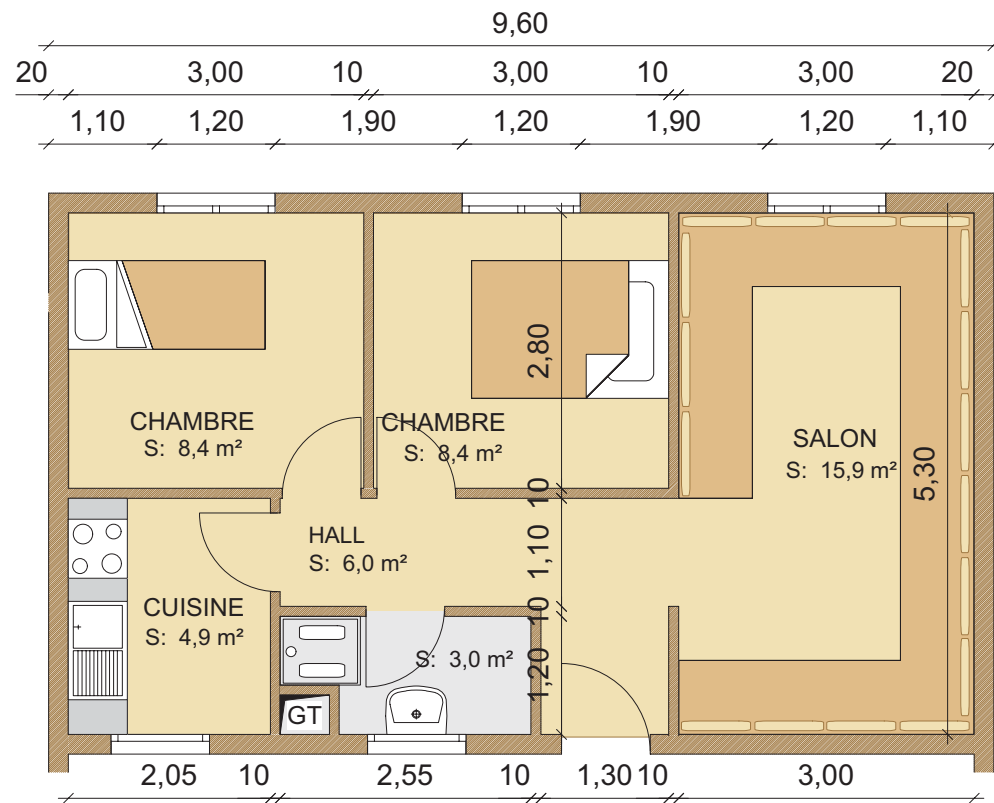 9,60
20 3,00 10 3,00 10 3,00 20
1,10 1,20 1,90 1,20 1,90 1,20 1,10
2,80
CHAMBRE
S: 8,4 m²
CHAMBRE
S: 8,4 m²
SALON
S: 15,9 m²
5,30
10
HALL
S: 6,0 m²
1,10
10
CUISINE
S: 4,9 m²
S: 3,0 m²
1,20
GT
2,05 10 2,55 10 1,30 10 3,00